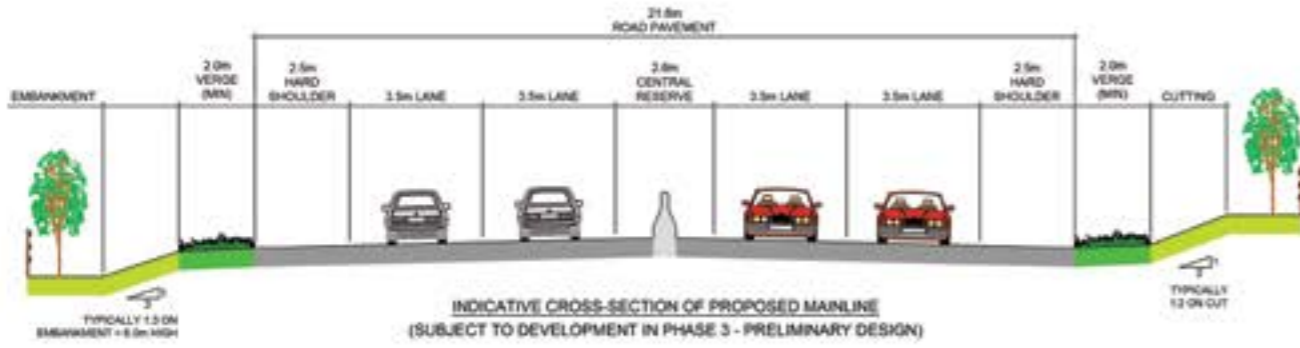 21.6m
ROAD PAVEMENT
2.0m
VERGE
(MIN)
2.5m
HARD
SHOULDER
2.6m
CENTRAL
RESERVE
2.5m
HARD
SHOULDER
2.0m
VERGE
(MIN)
EMBANKMENT
3.5m LANE
3.5m LANE
3.5m LANE
3.5m LANE
CUTTING
TYPICALLY 1:3 ON
EMBANKMENT HIGH
INDICATIVE CROSS-SECTION OF PROPOSED MAINLINE
(SUBJECT TO DEVELOPMENT IN PHASE 3 - PRELIMINARY DESIGN)
TYPICALLY
1:2 ON CUT